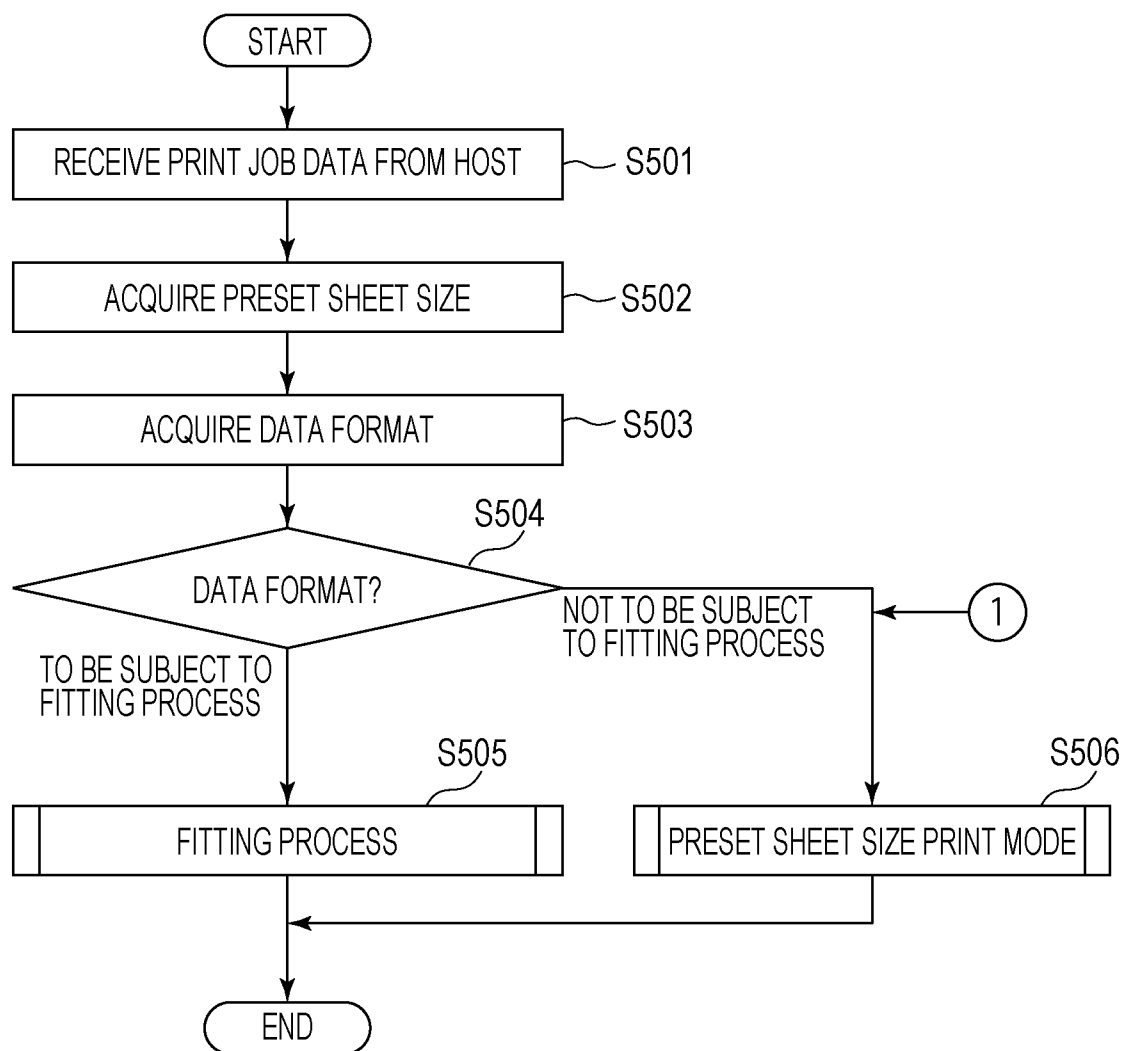 START
RECEIVE PRINT JOB DATA FROM HOST
S501
ACQUIRE PRESET SHEET SIZE
S502
ACQUIRE DATA FORMAT
S503
S504
DATA FORMAT?
NOT TO BE SUBJECT
TO FITTING PROCESS
1
TO BE SUBJECT TO
FITTING PROCESS
S505
FITTING PROCESS
S506
PRESET SHEET SIZE PRINT MODE
END